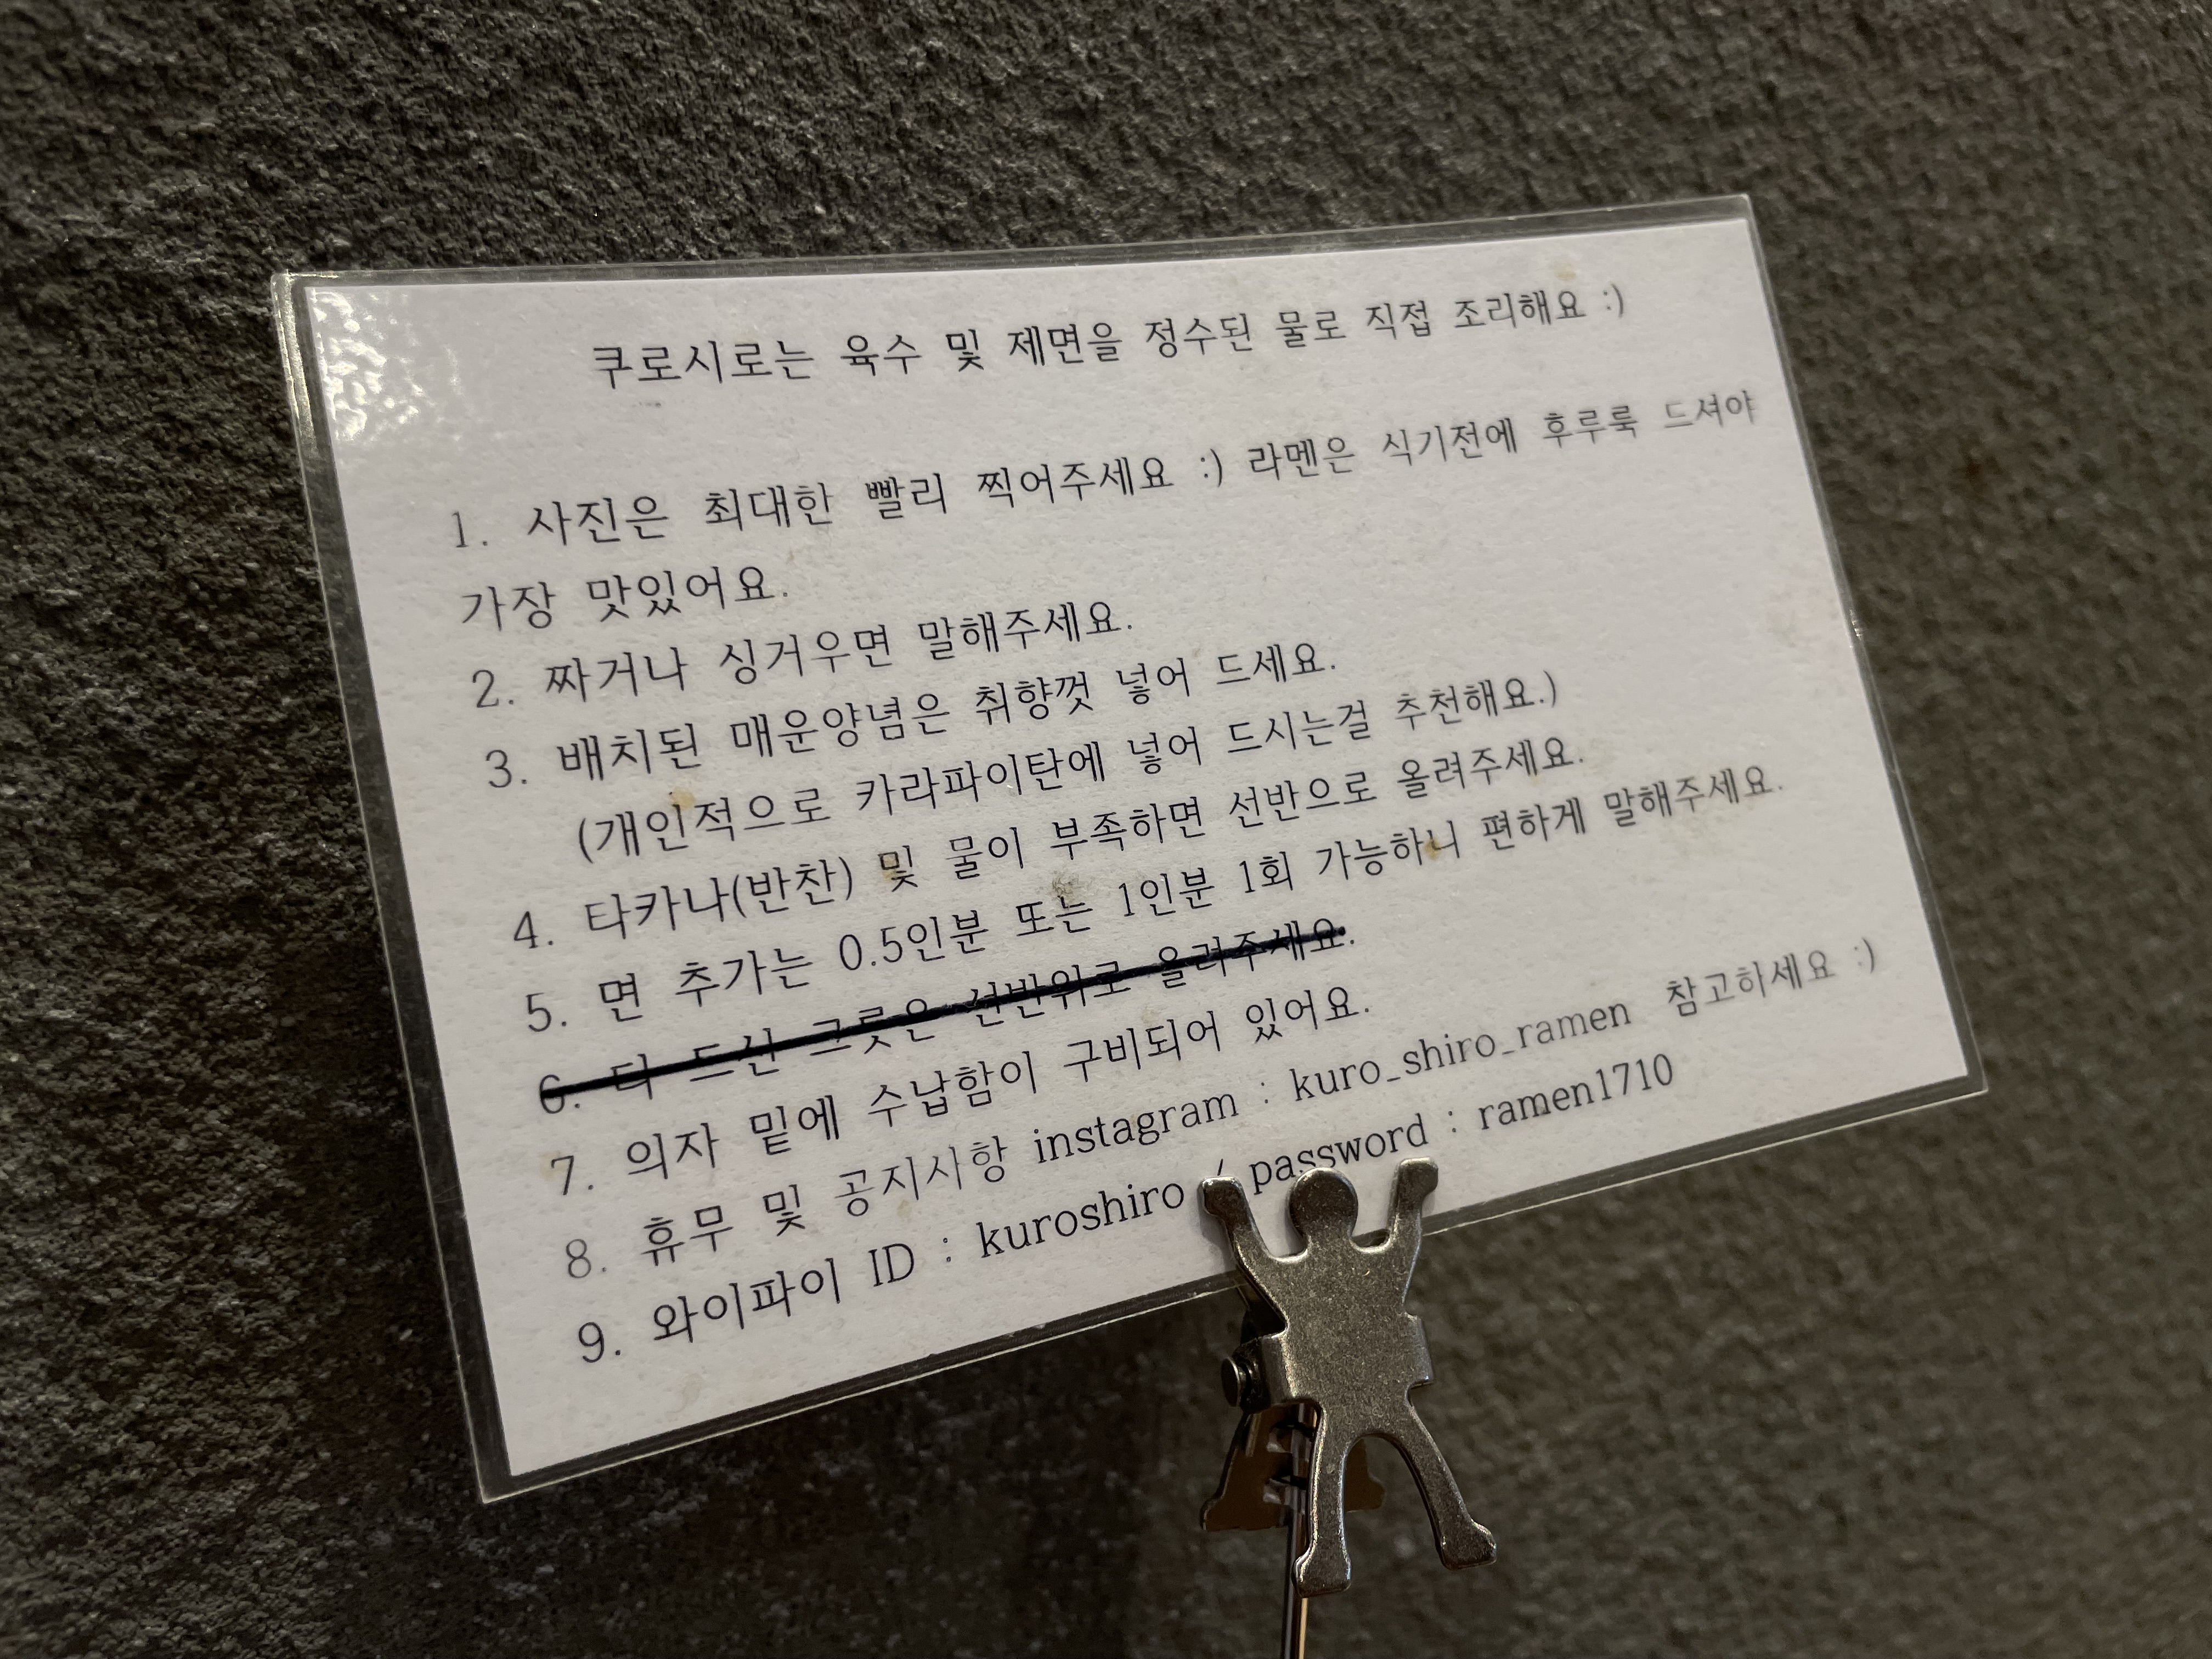 쿠로시로는 육수 및 제면을 정수된 물로 직접 조리해요 :)
1. 사진은 최대한 빨리 찍어주세요 :) 라멘은 식기전에 후루룩 드셔야
가장 맛있어요.
2. 짜거나 싱거우면 말해주세요.
3. 배치된 매운양념은 취향껏 넣어 드세요.
(개인적으로 카라파이탄에 넣어 드시는걸 추천해요.)
4. 타카나(반찬) 및 물이 부족하면 선반으로 올려주세요.
5. 면 추가는 0.5인분 또는 1인분 1회 가능하니 편하게 말해주세요.
6. 다 드신 그릇은 선반위로 올려주세요.
7. 의자 밑에 수납함이 구비되어 있어요.
8. 휴무 및 공지사항 instagram : kuro_shiro_ramen 참고하세요 :)
9. 와이파이 ID : kuroshiro / password : ramen1710